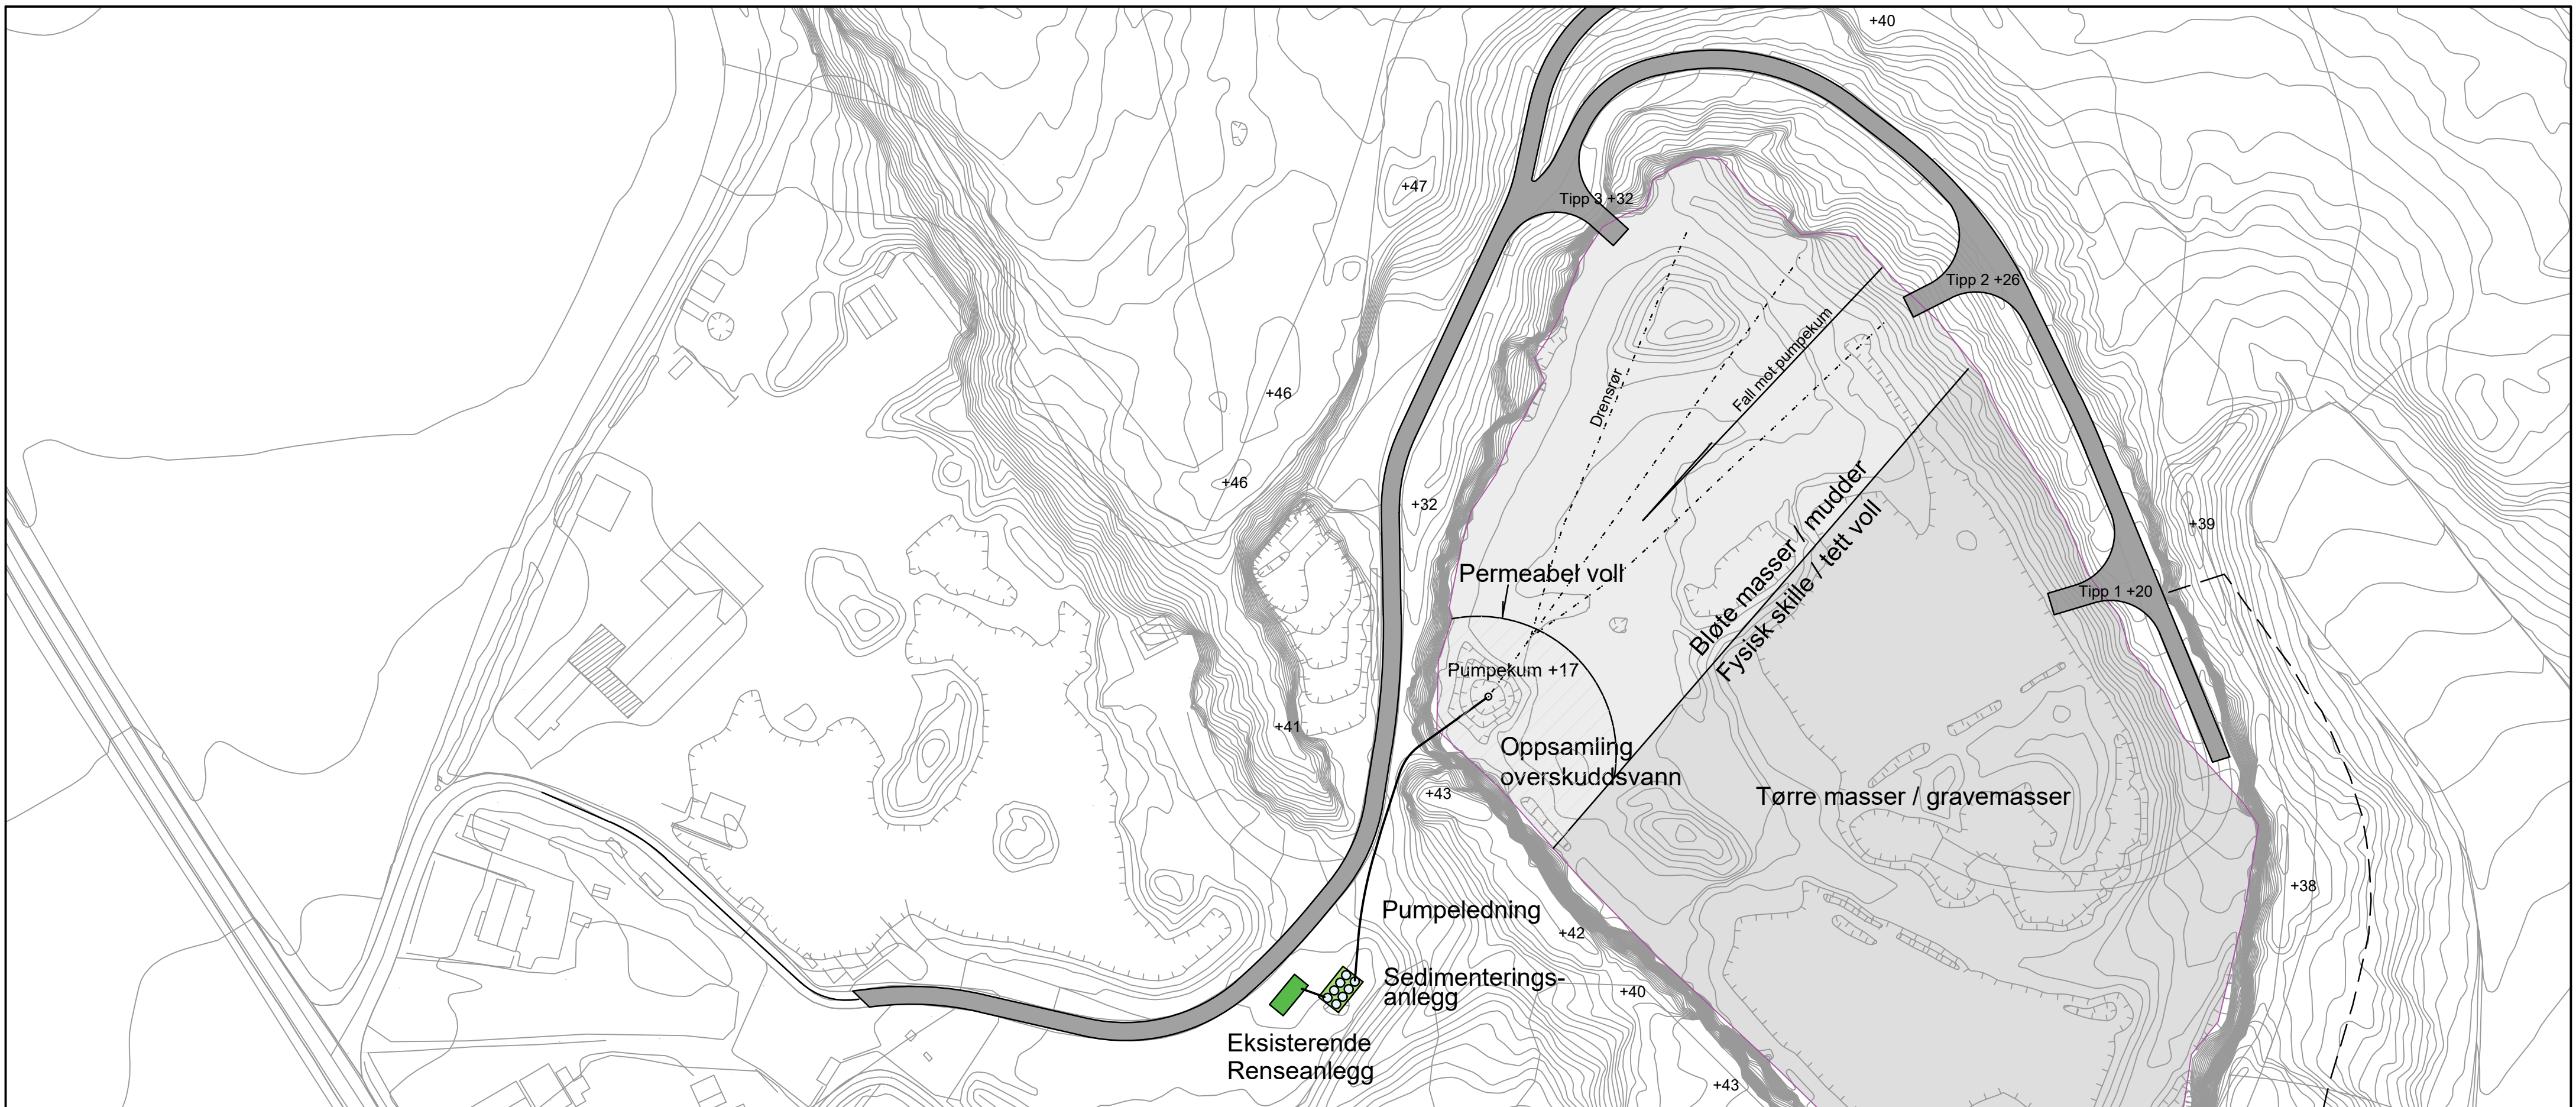 +40
+47
Tipp 3 +32
Tipp 2 +26
Fall mot pumpekum
Drensrør
+46
+46
+32
+39
Bløte masser / mudder
Fysisk skille / tett voll
Permeabel voll
Tipp 1 +20
Pumpekum +17
+41
Oppsamling
overskuddsvann
+43
Tørre masser / gravemasser
+38
Pumpeledning
+42
Sedimenterings-
anlegg
+40
Eksisterende
Renseanlegg
+43